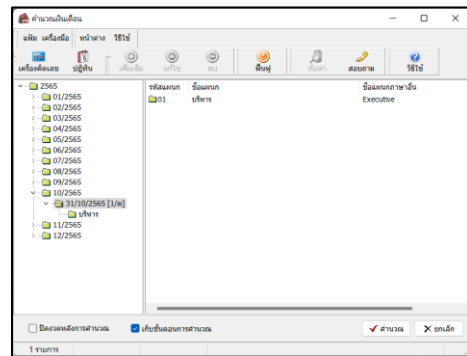 คำนวณเงินเดือน
แฟ้ม เครื่องมือ หน้าต่าง วิธีใช้
เครื่องคิดเลข ปฏิทิน เพิ่มเติม แก้ไข ลบ ฟื้นฟู ค้นหา สอบถาม วิธีใช้
2565
01/2565
02/2565
03/2565
04/2565
05/2565
06/2565
07/2565
08/2565
09/2565
10/2565
31/10/2565 [1/ด]
บริหาร
11/2565
12/2565
รหัสแผนก ชื่อแผนก ชื่อแผนกภาษาอื่น
01 บริหาร Executive
ปิดงวดหลังการคำนวณ เก็บขั้นตอนการคำนวณ คำนวณ ยกเลิก
1 รายการ